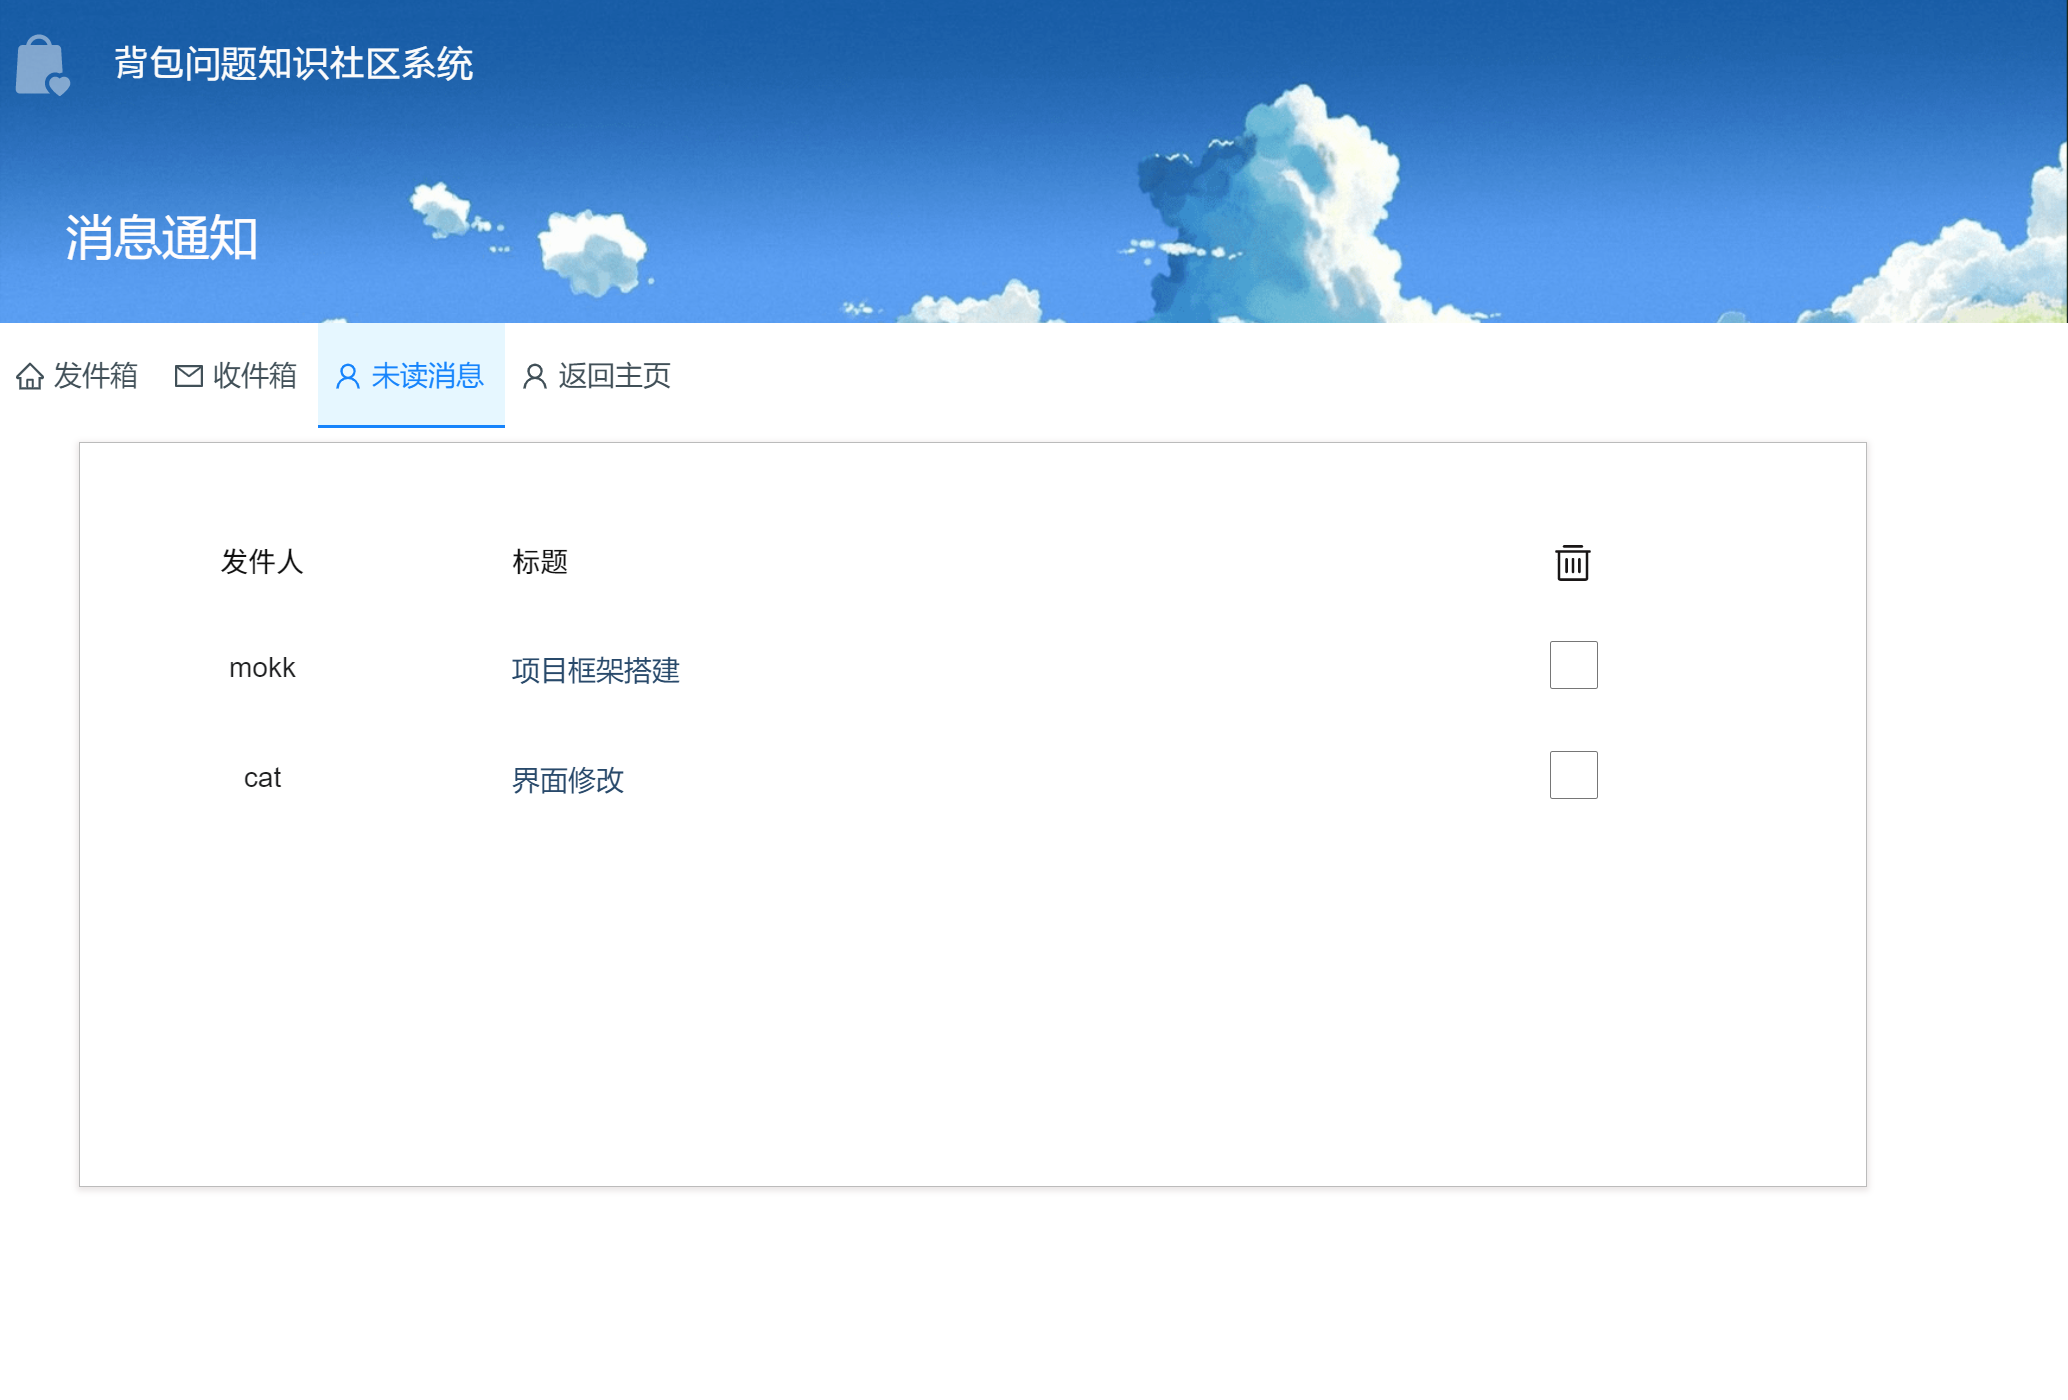 背包问题知识社区系统
消息通知
发件箱 收件箱 未读消息 返回主页
发件人 标题
mokk 项目框架搭建
cat 界面修改